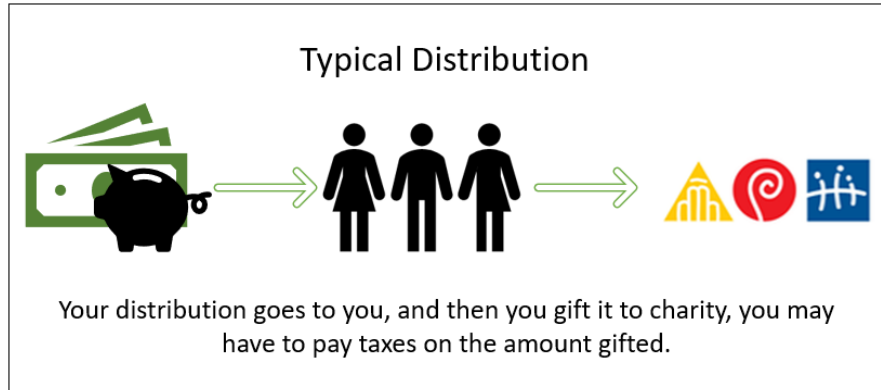 Typical Distribution
Your distribution goes to you, and then you gift it to charity, you may
have to pay taxes on the amount gifted.